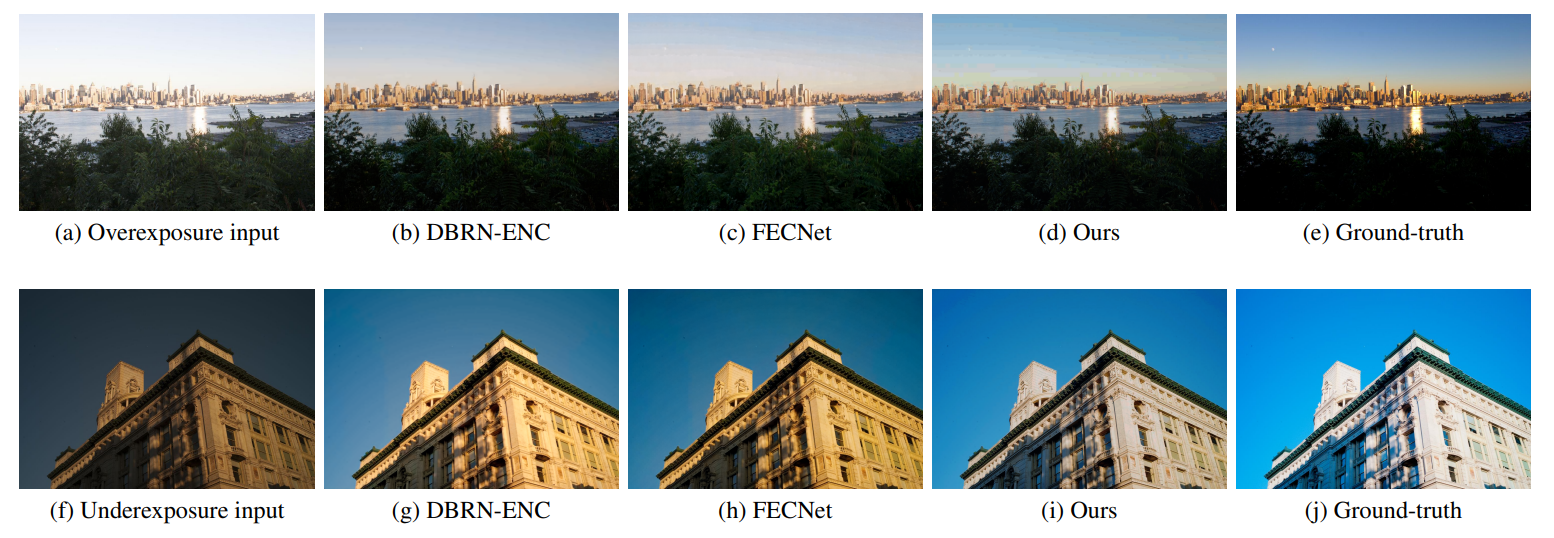 (a) Overexposure input
(b) DBRN-ENC
(c) FECNet
(d) Ours
(e) Ground-truth
(f) Underexposure input
(g) DBRN-ENC
(h) FECNet
(i) Ours
(j) Ground-truth